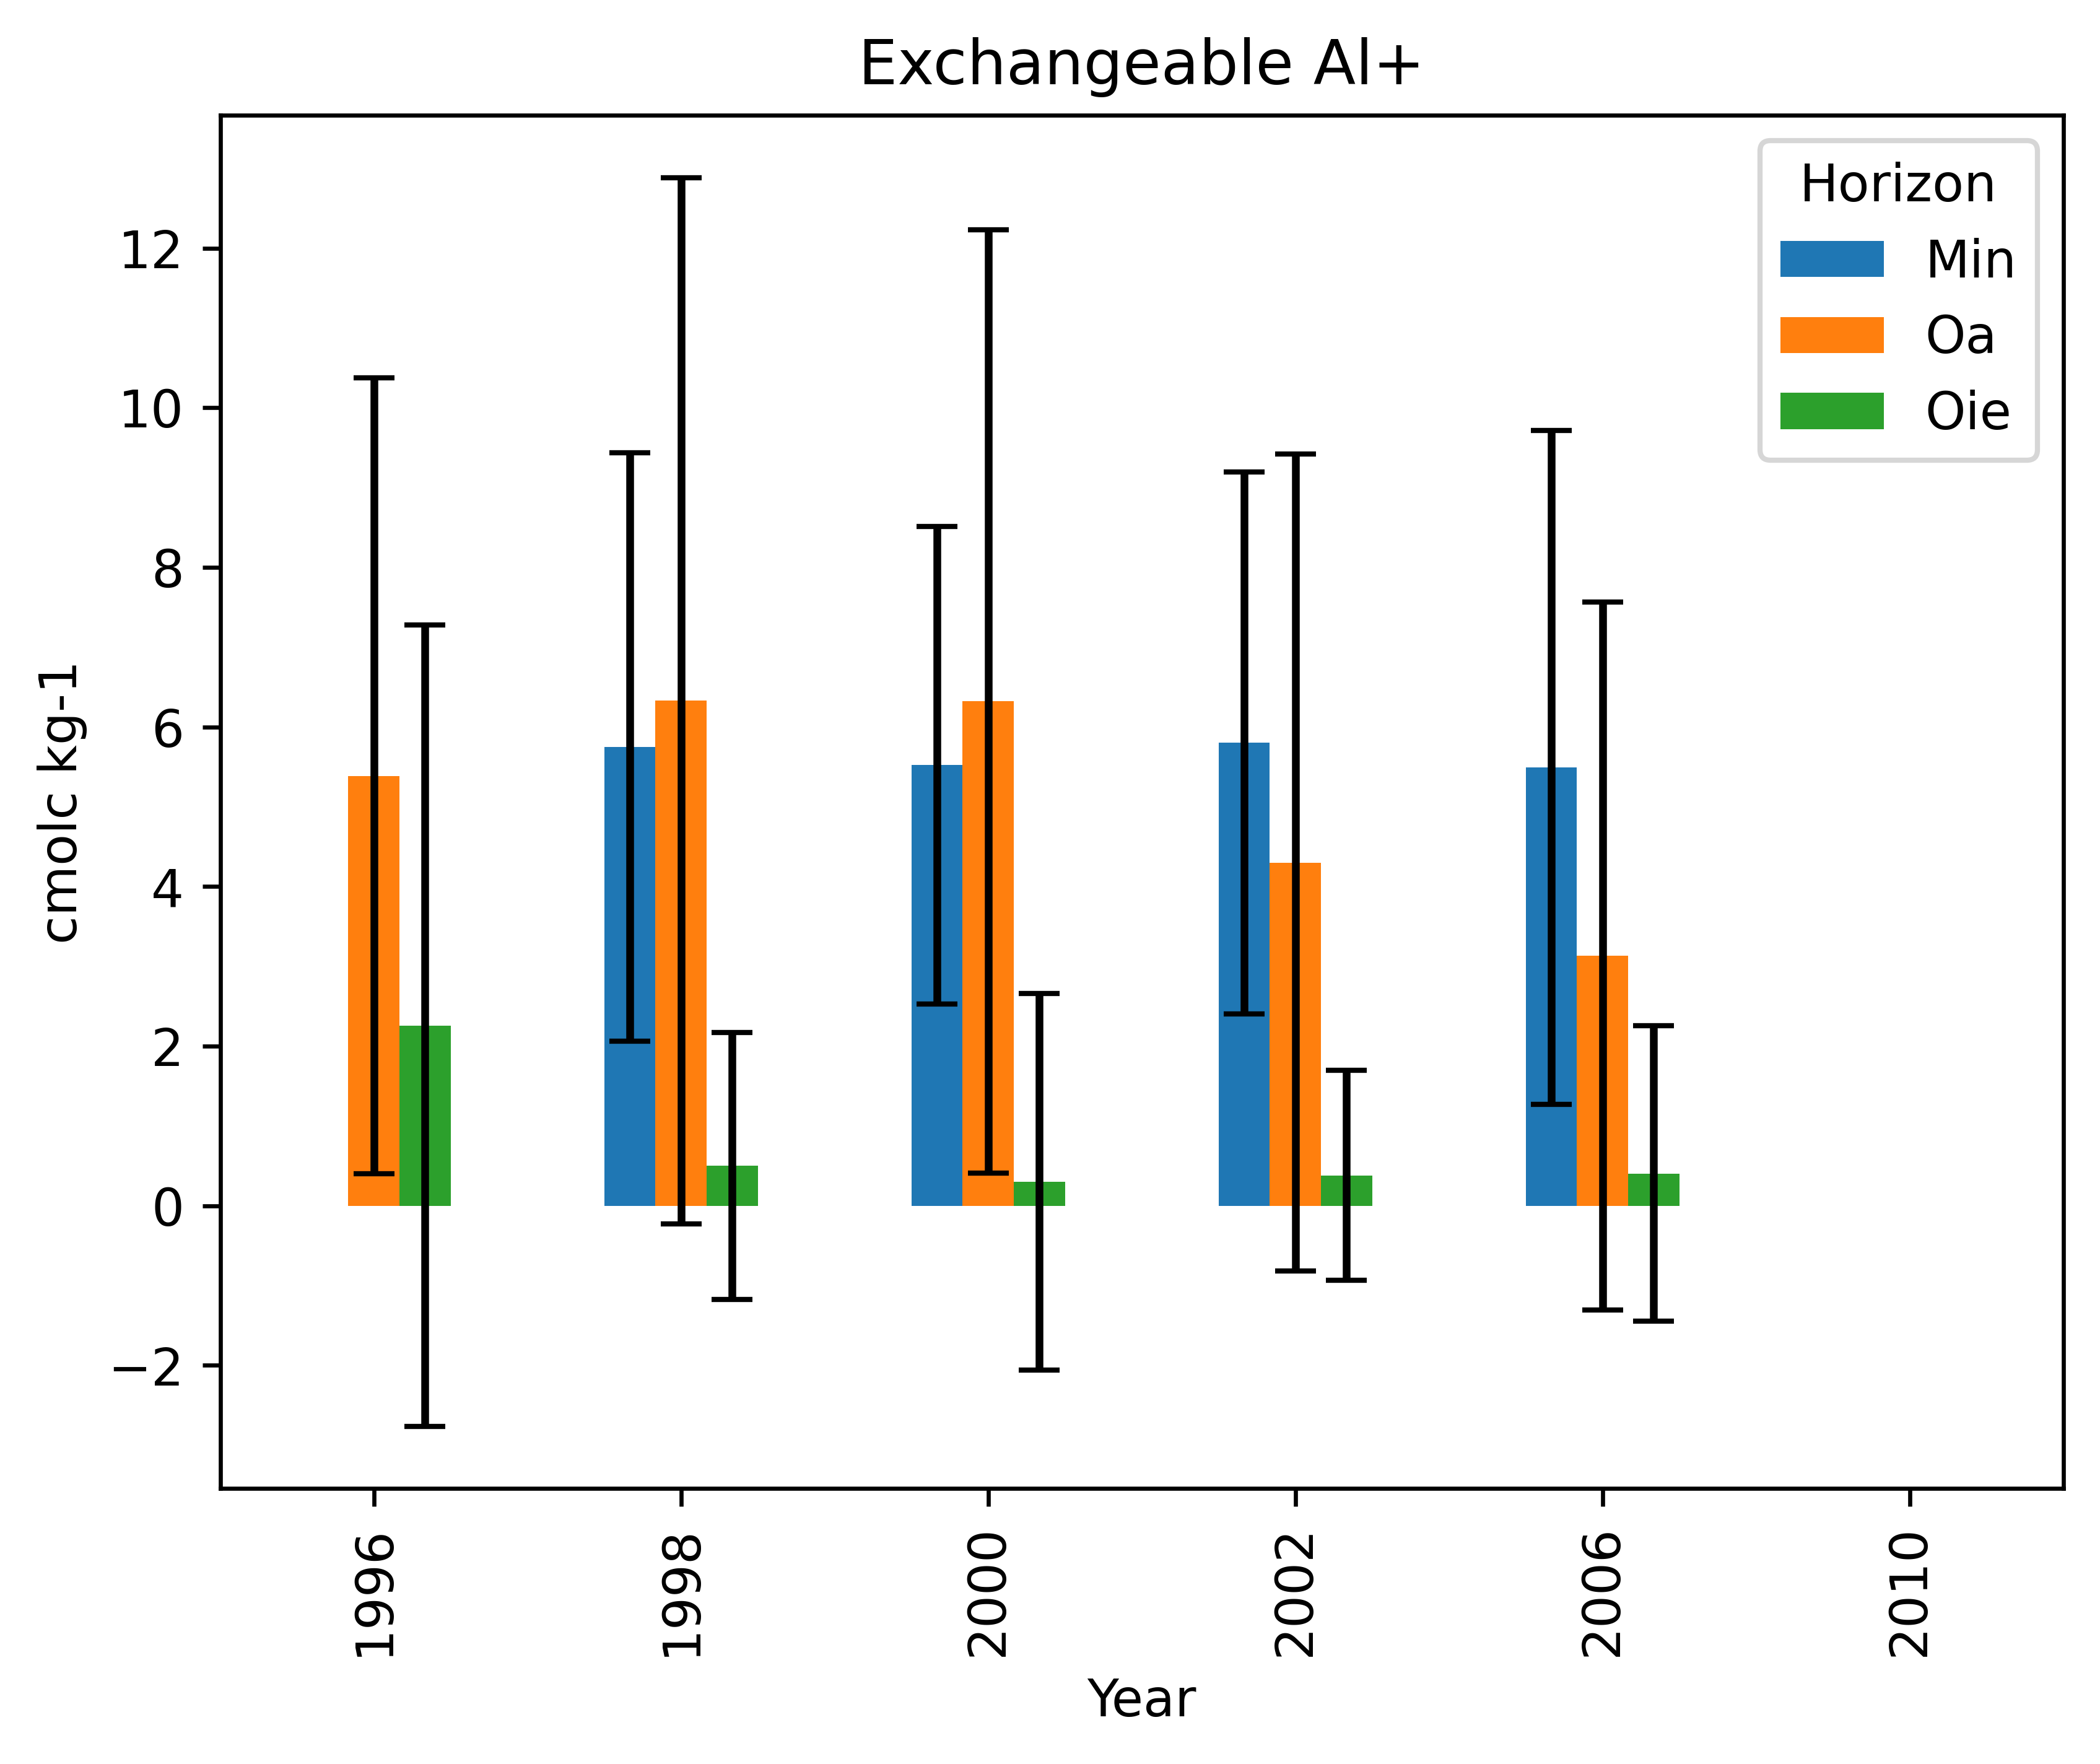 Exchangeable Al+
Horizon
Min
Oa
Oie
12
10
8
6
4
2
0
−2
cmolc kg-1
1996
1998
2000
2002
2006
2010
Year